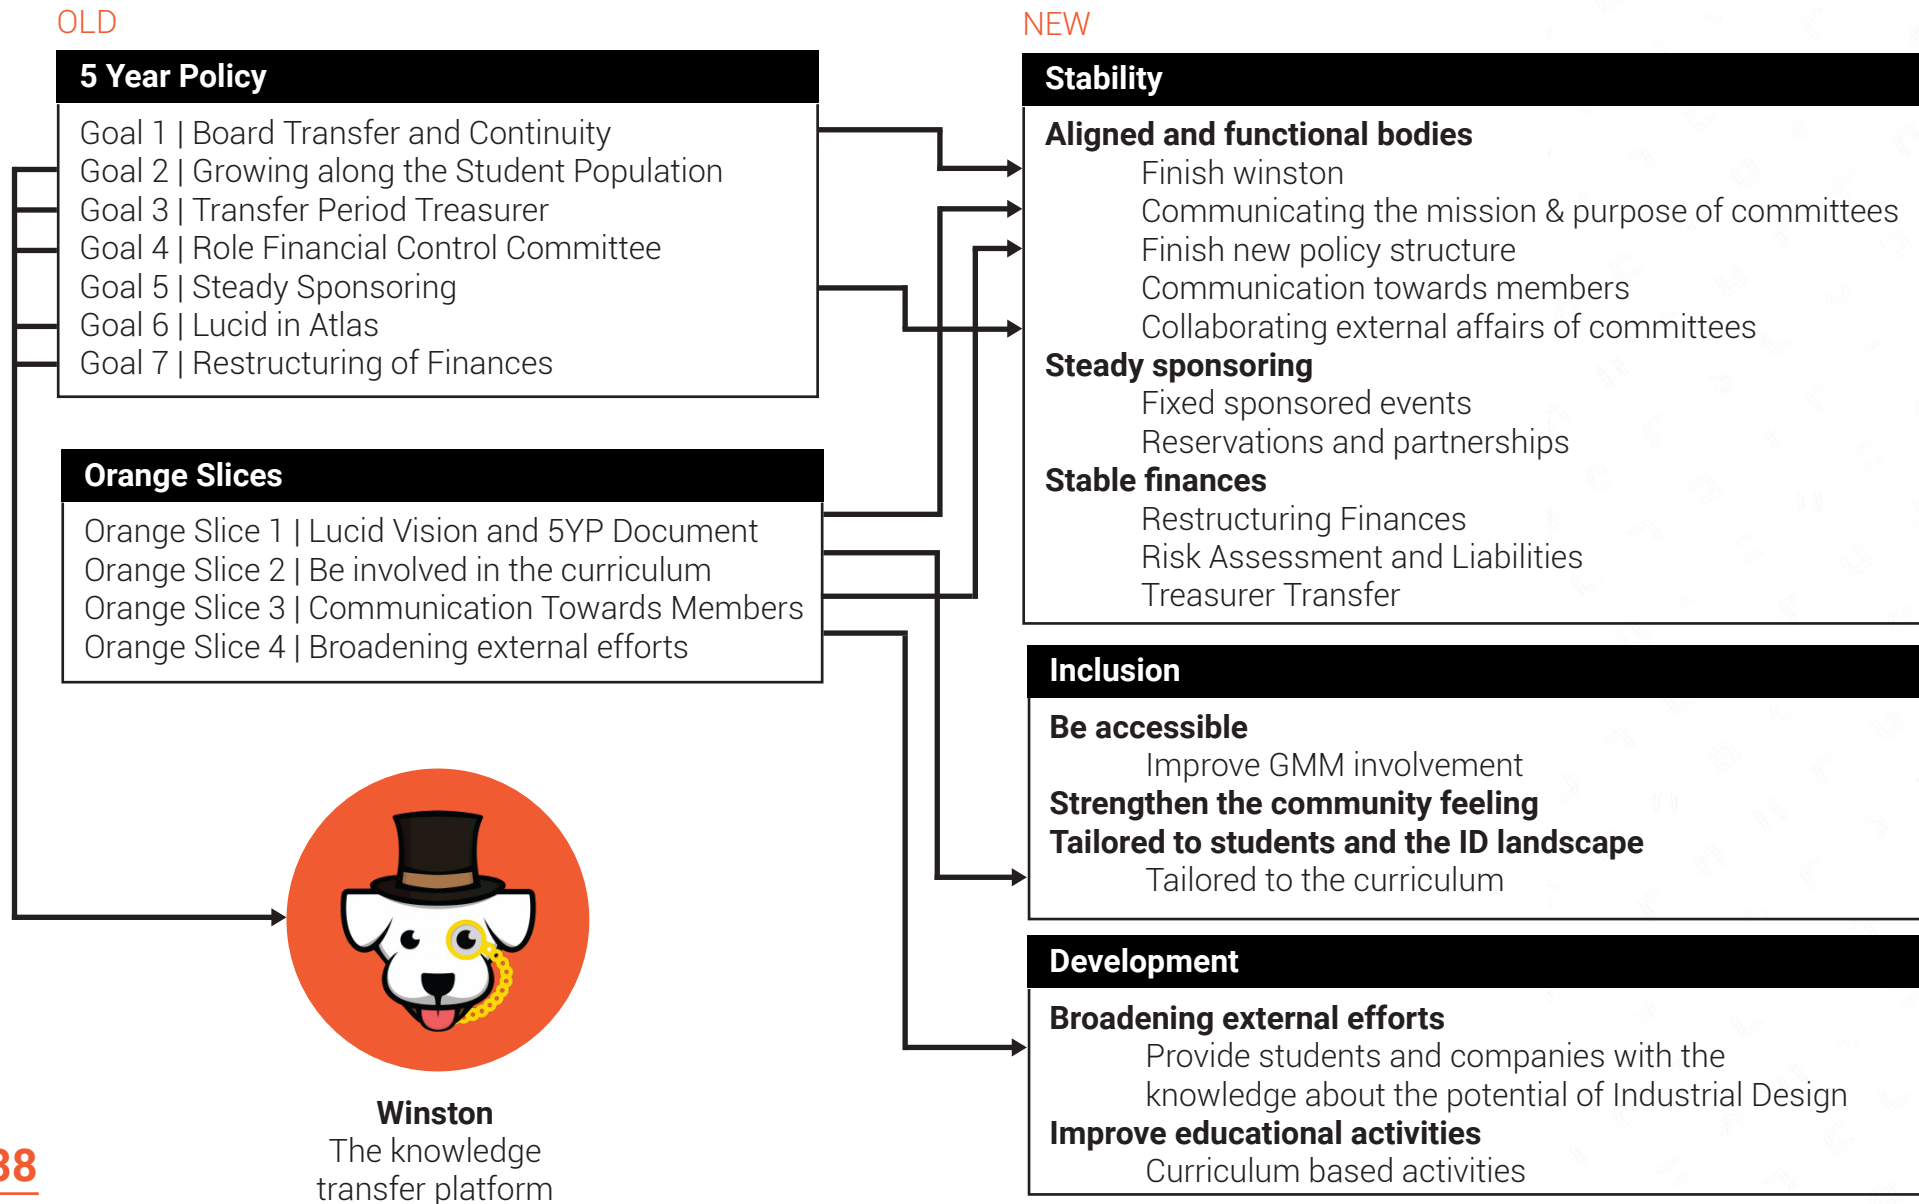 OLD
5 Year Policy
Goal 1 | Board Transfer and Continuity
Goal 2 | Growing along the Student Population
Goal 3 | Transfer Period Treasurer
Goal 4 | Role Financial Control Committee
Goal 5 | Steady Sponsoring
Goal 6 | Lucid in Atlas
Goal 7 | Restructuring of Finances
Orange Slices
Orange Slice 1 | Lucid Vision and 5YP Document
Orange Slice 2 | Be involved in the curriculum
Orange Slice 3 | Communication Towards Members
Orange Slice 4 | Broadening external efforts
Winston
The knowledge
transfer platform
38
NEW
Stability
Aligned and functional bodies
Finish winston
Communicating the mission & purpose of committees
Finish new policy structure
Communication towards members
Collaborating external affairs of committees
Steady sponsoring
Fixed sponsored events
Reservations and partnerships
Stable finances
Restructuring Finances
Risk Assessment and Liabilities
Treasurer Transfer
Inclusion
Be accessible
Improve GMM involvement
Strengthen the community feeling
Tailored to students and the ID landscape
Tailored to the curriculum
Development
Broadening external efforts
Provide students and companies with the
knowledge about the potential of Industrial Design
Improve educational activities
Curriculum based activities